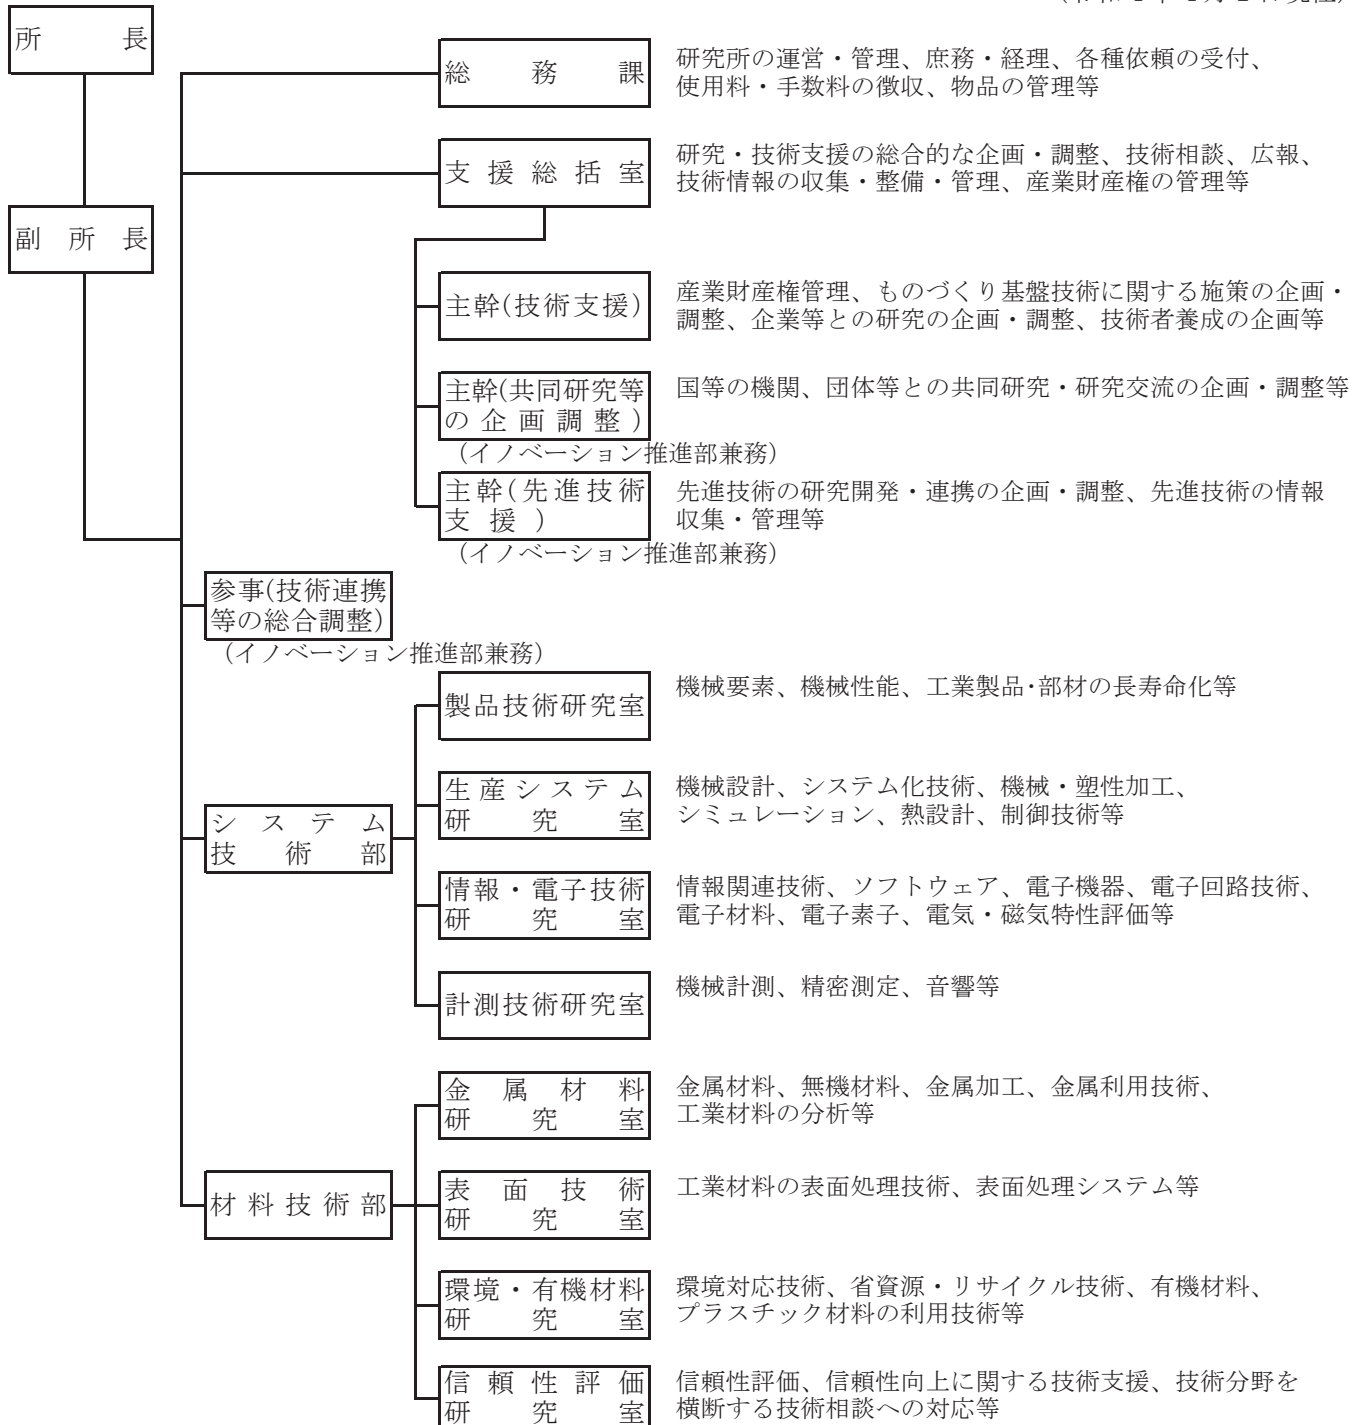 所長
総務課
研究所の運営・管理、庶務・経理、各種依頼の受付、
使用料・手数料の徴収、物品の管理等
支援総括室
研究・技術支援の総合的な企画・調整、技術相談、広報、
技術情報の収集・整備・管理、産業財産権の管理等
副所長
主幹(技術支援)
産業財産権管理、ものづくり基盤技術に関する施策の企画・
調整、企業等との研究の企画・調整、技術者養成の企画等
主幹(共同研究等
の企画調整)
国等の機関、団体等との共同研究・研究交流の企画・調整等
(イノベーション推進部兼務)
主幹(先進技術
支援)
先進技術の研究開発・連携の企画・調整、先進技術の情報
収集・管理等
(イノベーション推進部兼務)
参事(技術連携
等の総合調整)
(イノベーション推進部兼務)
製品技術研究室
機械要素、機械性能、工業製品･部材の長寿命化等
システム
技術部
生産システム
研究室
機械設計、システム化技術、機械・塑性加工、
シミュレーション、熱設計、制御技術等
情報・電子技術
研究室
情報関連技術、ソフトウェア、電子機器、電子回路技術、
電子材料、電子素子、電気・磁気特性評価等
計測技術研究室
機械計測、精密測定、音響等
金属材料
研究室
金属材料、無機材料、金属加工、金属利用技術、
工業材料の分析等
材料技術部
表面技術
研究室
工業材料の表面処理技術、表面処理システム等
環境・有機材料
研究室
環境対応技術、省資源・リサイクル技術、有機材料、
プラスチック材料の利用技術等
信頼性評価
研究室
信頼性評価、信頼性向上に関する技術支援、技術分野を
横断する技術相談への対応等